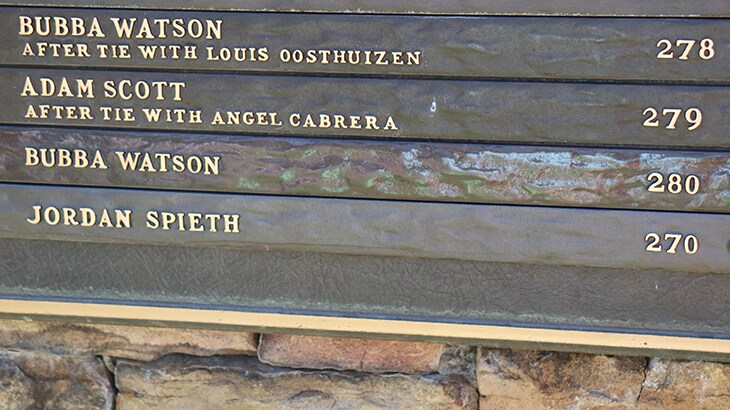 BUBBA WATSON 278
AFTER TIE WITH LOUIS OOSTHUIZEN
ADAM SCOTT 279
AFTER TIE WITH ANGEL CABRERA
BUBBA WATSON 280
JORDAN SPIETH 270